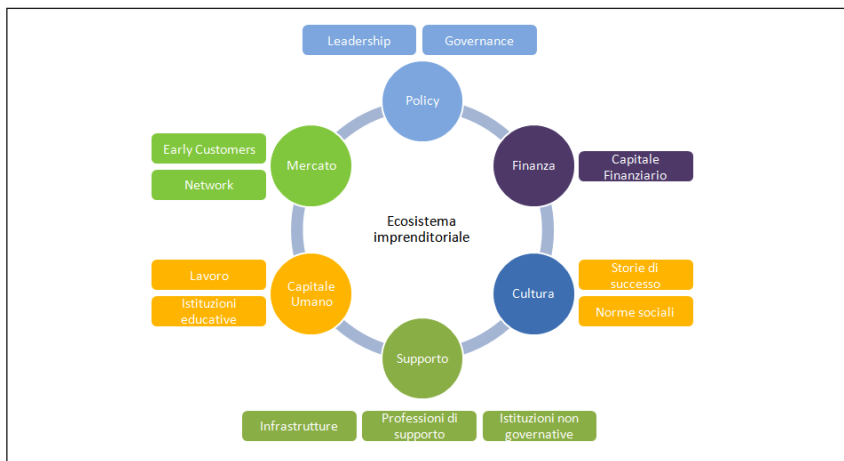 Leadership
Governance
Policy
Early Customers
Network
Mercato
Finanza
Capitale
Finanziario
Ecosistema
imprenditoriale
Lavoro
Istituzioni
educative
Capitale
Umano
Cultura
Storie di
successo
Norme sociali
Supporto
Infrastrutture
Professioni di
supporto
Istituzioni non
governative